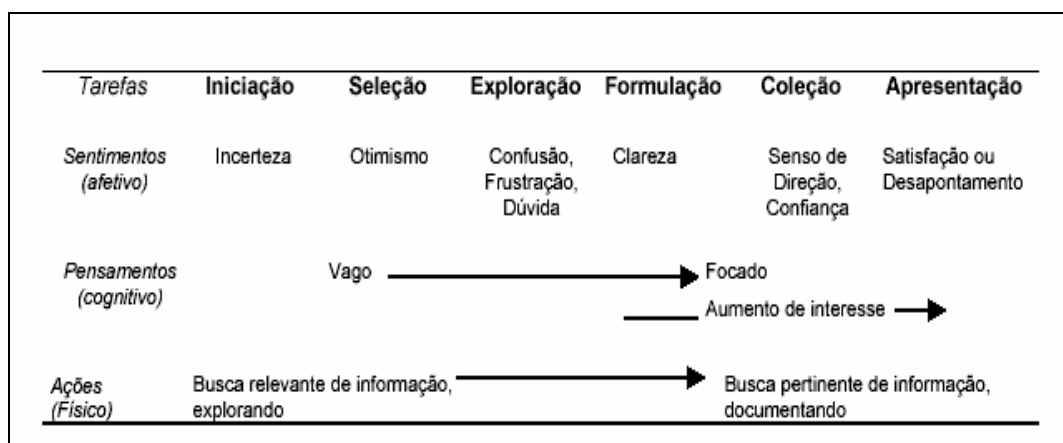 Tarefas Iniciação Seleção Exploração Formulação Coleção Apresentação
Sentimentos Incerteza Otimismo Confusão, Clareza Senso de Satisfação ou
(afetivo) Frustração, Direção, Desapontamento
Dúvida Confiança
Pensamentos Vago Focado
(cognitivo)
Aumento de interesse
Ações Busca relevante de informação, Busca pertinente de informação,
(Físico) explorando documentando